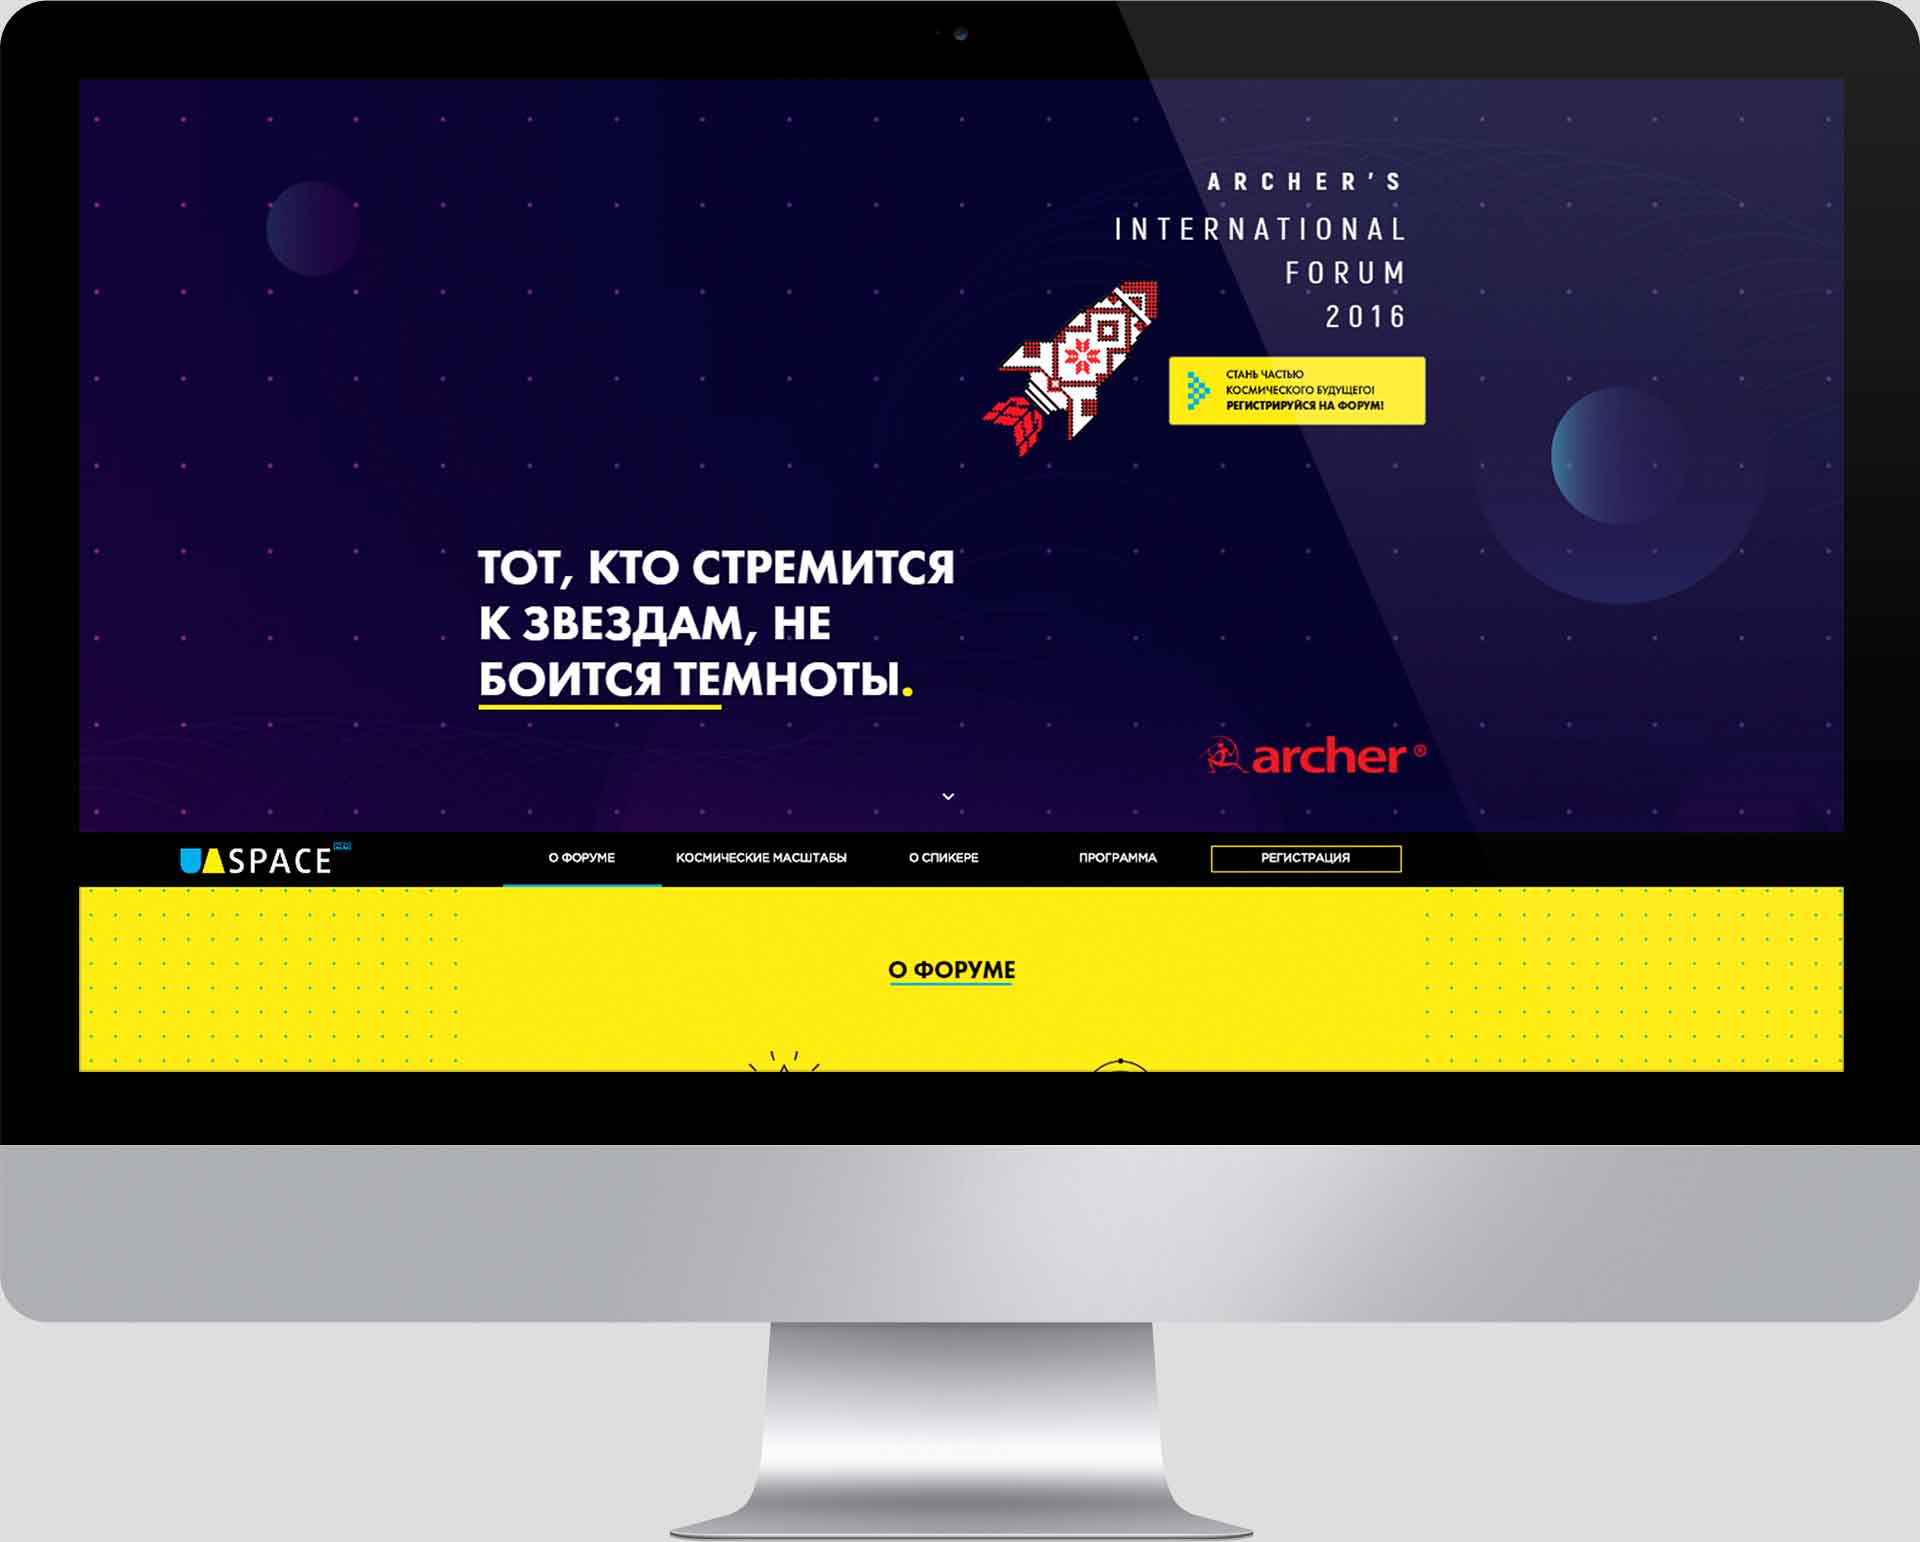 ARCHER'S
INTERNATIONAL
FORUM
2016
СТАНЬ ЧАСТЬЮ
КОСМИЧЕСКОГО БУДУЩЕГО!
РЕГИСТРИРУЙСЯ НА ФОРУМ!
ТОТ, КТО СТРЕМИТСЯ
К ЗВЕЗДАМ, НЕ
БОИТСЯ ТЕМНОТЫ.
archer ®
UASPACE
О ФОРУМЕ
КОСМИЧЕСКИЕ МАСШТАБЫ
О СПИКЕРЕ
ПРОГРАММА
РЕГИСТРАЦИЯ
О ФОРУМЕ